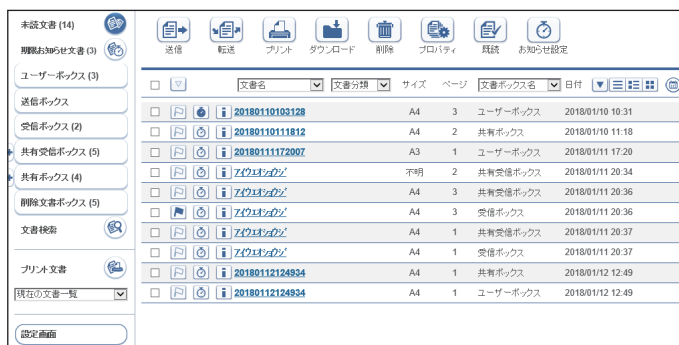 未読文書 (14)
期限お知らせ文書 (3)
ユーザーボックス (3)
送信ボックス
受信ボックス (2)
共有受信ボックス (5)
共有ボックス (4)
削除文書ボックス (5)
文書検索
プリント文書
現在の文書一覧
設定画面
送信 転送 プリント ダウンロード 削除 プロパティ 既読 お知らせ設定
文書名 文書分類 サイズ ページ 文書ボックス名 日付
20180110103128 A4 3 ユーザーボックス 2018/01/10 10:31
20180110111812 A4 2 共有ボックス 2018/01/10 11:18
20180111172007 A3 1 ユーザーボックス 2018/01/11 17:20
アイウエオショウジ 不明 2 共有受信ボックス 2018/01/11 20:34
アイウエオショウジ A4 3 共有受信ボックス 2018/01/11 20:36
アイウエオショウジ A4 3 受信ボックス 2018/01/11 20:36
アイウエオショウジ A4 1 共有受信ボックス 2018/01/11 20:37
アイウエオショウジ A4 1 受信ボックス 2018/01/11 20:37
20180112124934 A4 1 共有ボックス 2018/01/12 12:49
20180112124934 A4 1 ユーザーボックス 2018/01/12 12:49